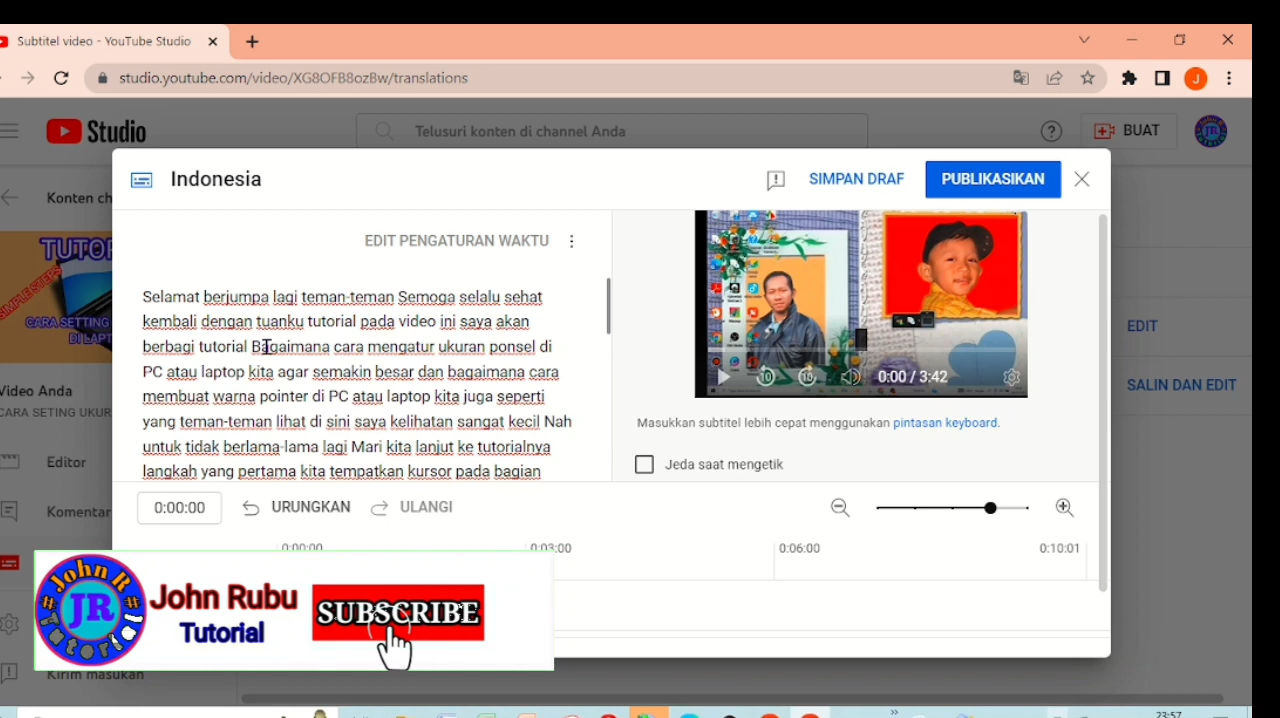 Subtitel video - YouTube Studio
studio.youtube.com/video/XG8OFB8ozBw/translations
Studio
Telusuri konten di channel Anda
BUAT
Konten ch
Indonesia
SIMPAN DRAF
PUBLIKASIKAN
EDIT PENGATURAN WAKTU
Selamat berjumpa lagi teman-teman Semoga selalu sehat
kembali dengan tuanku tutorial pada video ini saya akan
berbagi tutorial Bagaimana cara mengatur ukuran ponsel di
PC atau laptop kita agar semakin besar dan bagaimana cara
membuat warna pointer di PC atau laptop kita juga seperti
yang teman-teman lihat di sini saya kelihatan sangat kecil Nah
untuk tidak berlama-lama lagi Mari kita lanjut ke tutorialnya
langkah yang pertama kita tempatkan kursor pada bagian
0:00 / 3:42
Masukkan subtitel lebih cepat menggunakan pintasan keyboard.
Jeda saat mengetik
TUTOR
CARA SETTING
DI LAPT
Video Anda
CARA SETING UKUR
Editor
Komentar
Kirim masukan
EDIT
SALIN DAN EDIT
0:00:00
URUNGKAN
ULANGI
0:00:00
0:03:00
0:06:00
0:10:01
John R
JR
Tutorial
John Rubu
Tutorial
SUBSCRIBE
23:57